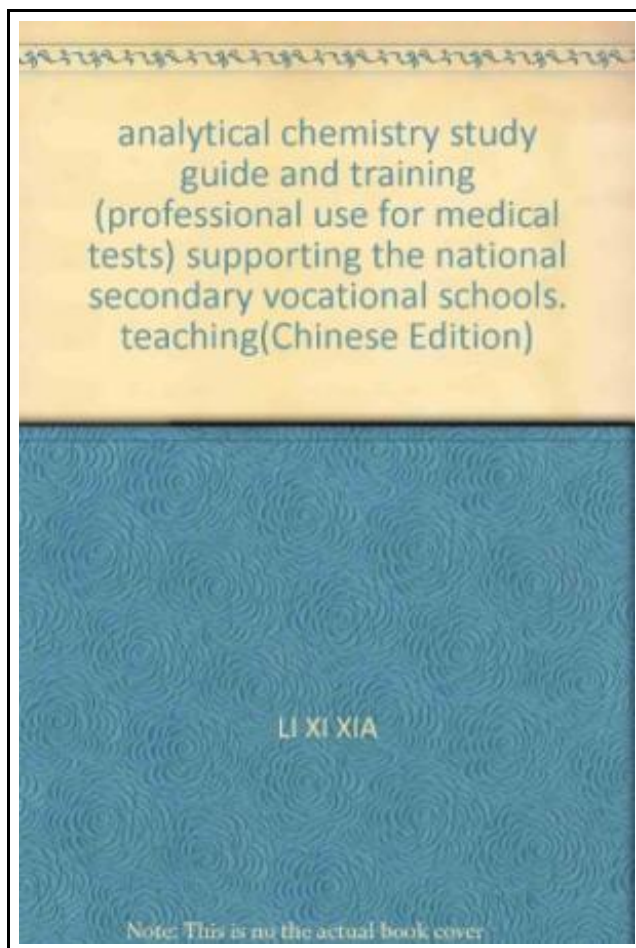 analytical chemistry study
guide and training
(professional use for medical
tests) supporting the national
secondary vocational schools.
teaching(Chinese Edition)
LI XI XIA
Note: This is no the actual book cover